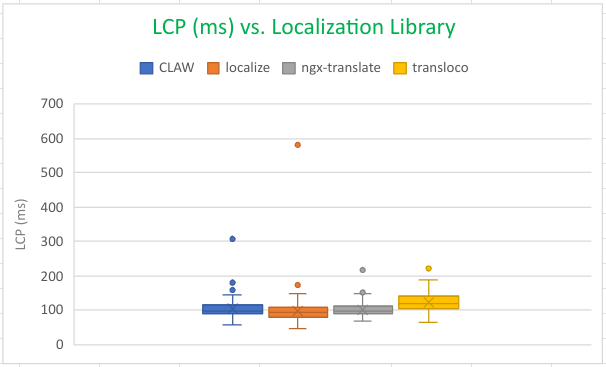 LCP (ms) vs. Localization Library
CLAW localize ngx-translate transloco
700
600
500
400
300
200
100
0
LCP (ms)